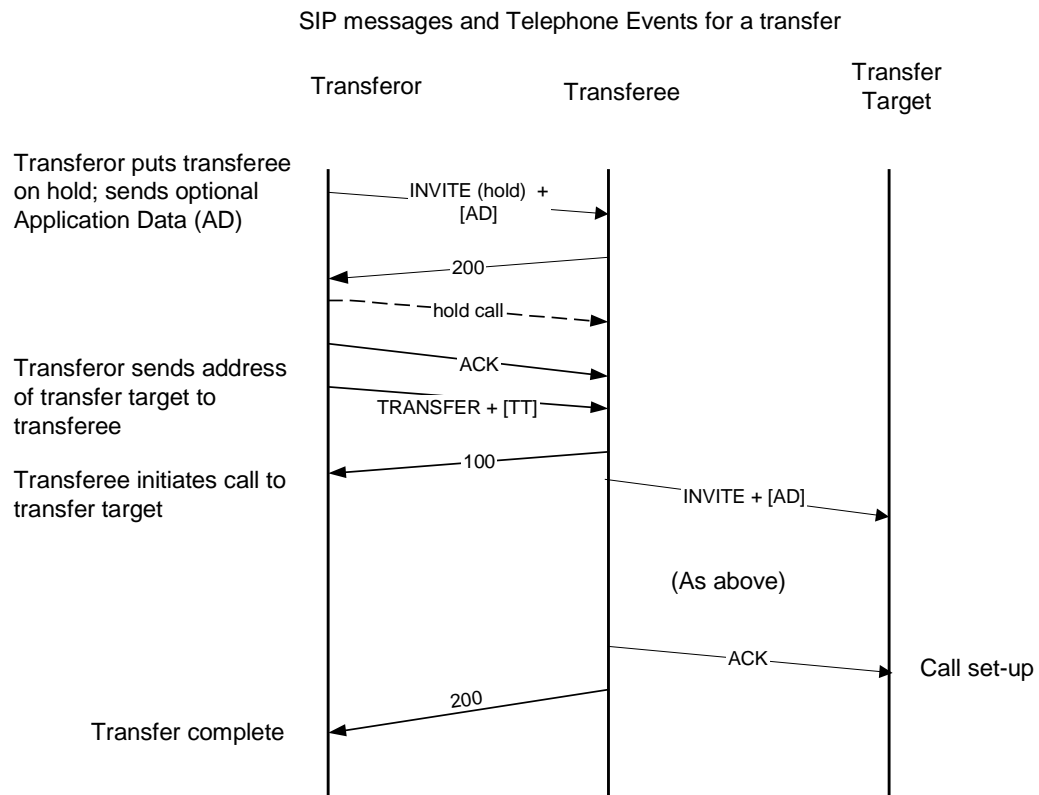 SIP messages and Telephone Events for a transfer
Transferor
Transferee
Transfer
Target
Transferor puts transferee
on hold; sends optional
Application Data (AD)
INVITE (hold) +
[AD]
200
hold call
ACK
Transferor sends address
of transfer target to
transferee
TRANSFER + [TT]
100
Transferee initiates call to
transfer target
INVITE + [AD]
(As above)
ACK
Call set-up
200
Transfer complete